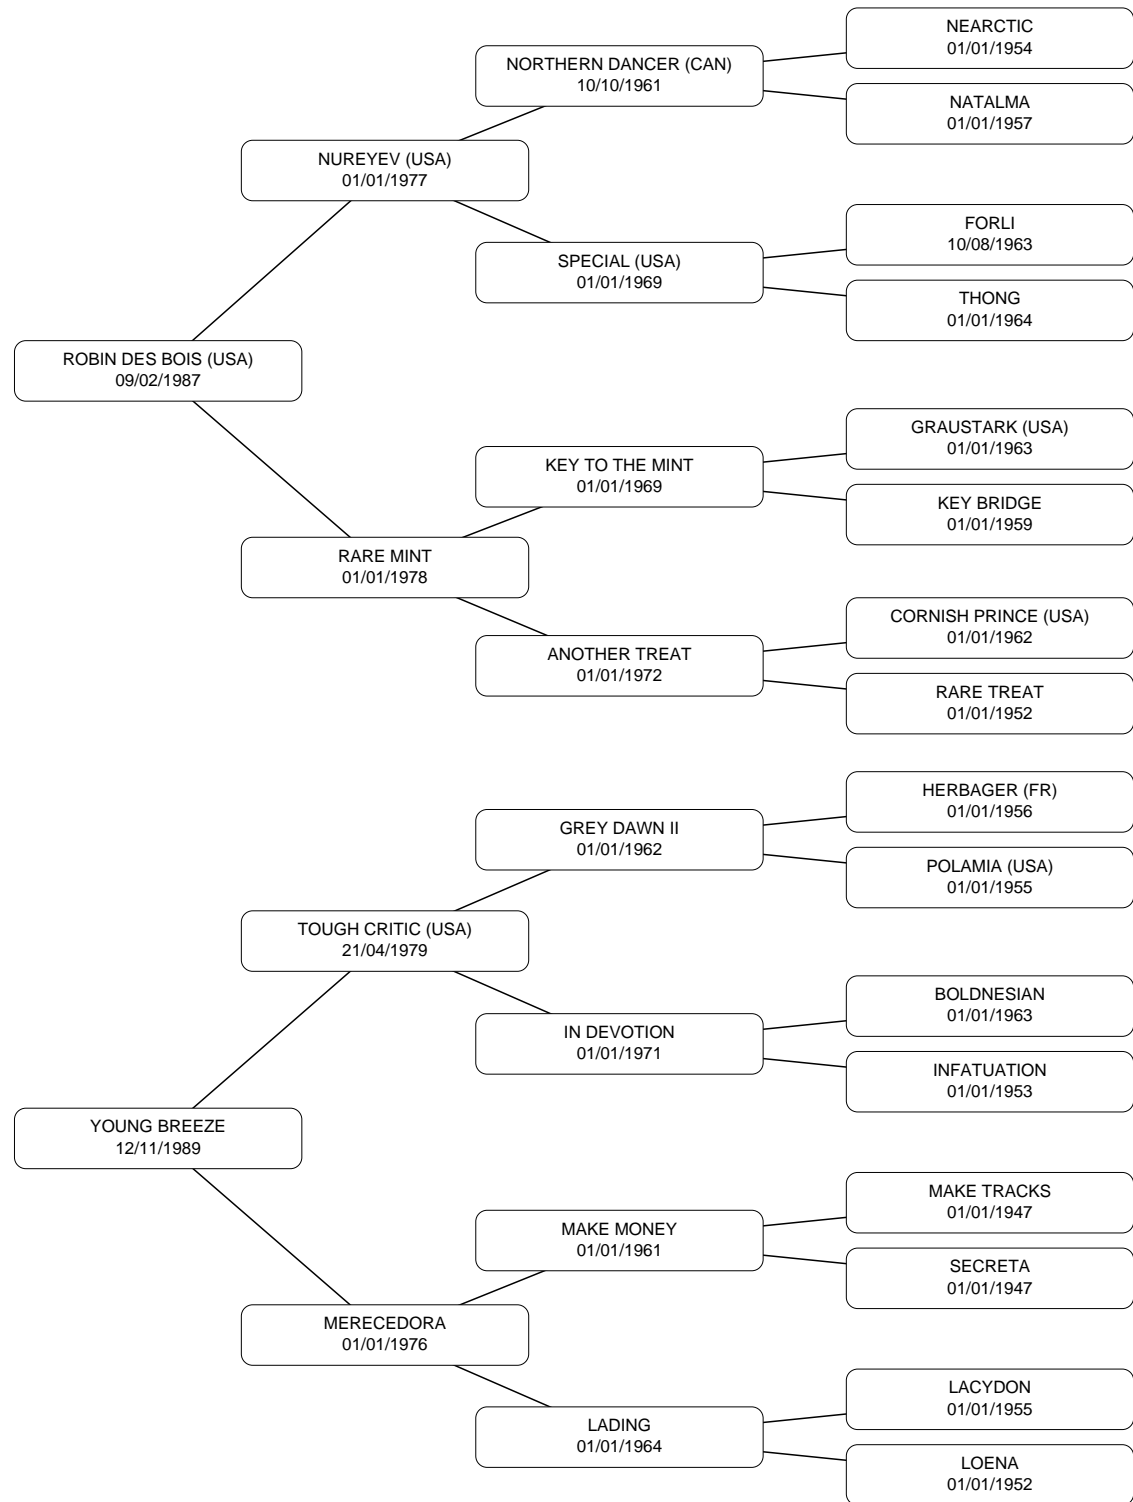 NEARCTIC
01/01/1954
NORTHERN DANCER (CAN)
10/10/1961
NATALMA
01/01/1957
NUREYEV (USA)
01/01/1977
FORLI
10/08/1963
SPECIAL (USA)
01/01/1969
THONG
01/01/1964
ROBIN DES BOIS (USA)
09/02/1987
GRAUSTARK (USA)
01/01/1963
KEY TO THE MINT
01/01/1969
KEY BRIDGE
01/01/1959
RARE MINT
01/01/1978
CORNISH PRINCE (USA)
01/01/1962
ANOTHER TREAT
01/01/1972
RARE TREAT
01/01/1952
HERBAGER (FR)
01/01/1956
GREY DAWN II
01/01/1962
POLAMIA (USA)
01/01/1955
TOUGH CRITIC (USA)
21/04/1979
BOLDNESIAN
01/01/1963
IN DEVOTION
01/01/1971
INFATUATION
01/01/1953
YOUNG BREEZE
12/11/1989
MAKE TRACKS
01/01/1947
MAKE MONEY
01/01/1961
SECRETA
01/01/1947
MERECEDORA
01/01/1976
LACYDON
01/01/1955
LADING
01/01/1964
LOENA
01/01/1952